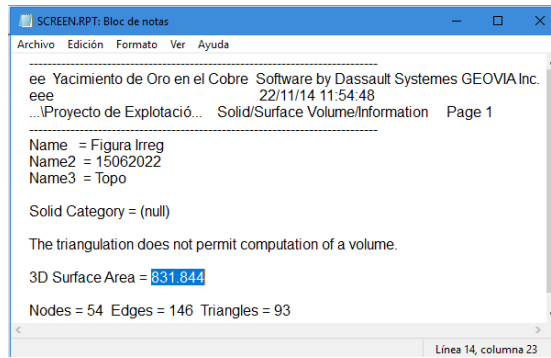 SCREEN.RPT: Bloc de notas
Archivo Edición Formato Ver Ayuda
--------------------------------------------------------------------------------
ee Yacimiento de Oro en el Cobre Software by Dassault Systemes GEOVIA Inc.
eee 22/11/14 11:54:48
...\Proyecto de Explotació... Solid/Surface Volume/Information Page 1
--------------------------------------------------------------------------------
Name = Figura Irreg
Name2 = 15062022
Name3 = Topo
Solid Category = (null)
The triangulation does not permit computation of a volume.
3D Surface Area = 831.844
Nodes = 54 Edges = 146 Triangles = 93
Línea 14, columna 23